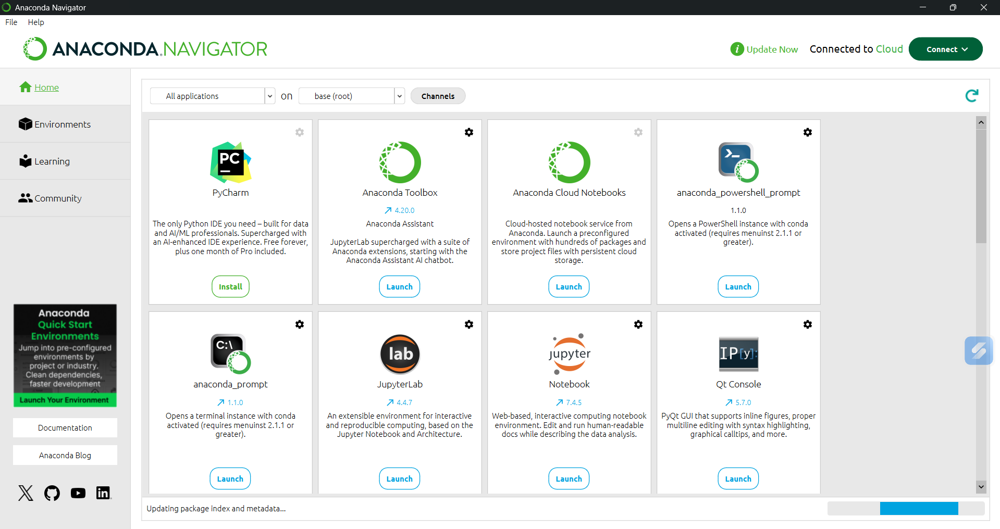 Anaconda Navigator
File Help
ANACONDA.NAVIGATOR
i Update Now Connected to Cloud Connect
Home
Environments
Learning
Community
All applications on base (root) Channels
PC
PyCharm
The only Python IDE you need – built for data
and AI/ML professionals. Supercharged with
an AI-enhanced IDE experience. Free forever,
plus one month of Pro included.
Install
Anaconda Toolbox
4.20.0
Anaconda Assistant
JupyterLab supercharged with a suite of
Anaconda extensions, starting with the
Anaconda Assistant AI chatbot.
Launch
Anaconda Cloud Notebooks
Cloud-hosted notebook service from
Anaconda. Launch a preconfigured
environment with hundreds of packages and
store project files with persistent cloud
storage.
Launch
anaconda_powershell_prompt
1.1.0
Opens a PowerShell instance with conda
activated (requires menuinst 2.1.1 or
greater).
Launch
C:\
anaconda_prompt
1.1.0
Opens a terminal instance with conda
activated (requires menuinst 2.1.1 or
greater).
Launch
lab
JupyterLab
4.4.7
An extensible environment for interactive
and reproducible computing, based on the
Jupyter Notebook and Architecture.
Launch
jupyter
Notebook
7.4.5
Web-based, interactive computing notebook
environment. Edit and run human-readable
docs while describing the data analysis.
Launch
IP[y]:
Qt Console
5.7.0
PyQt GUI that supports inline figures, proper
multiline editing with syntax highlighting,
graphical calltips, and more.
Launch
Anaconda
Quick Start
Environments
Jump into pre-configured
environments by
project or industry.
Clean dependencies,
faster development
Launch Your Environment
Documentation
Anaconda Blog
in
Updating package index and metadata...